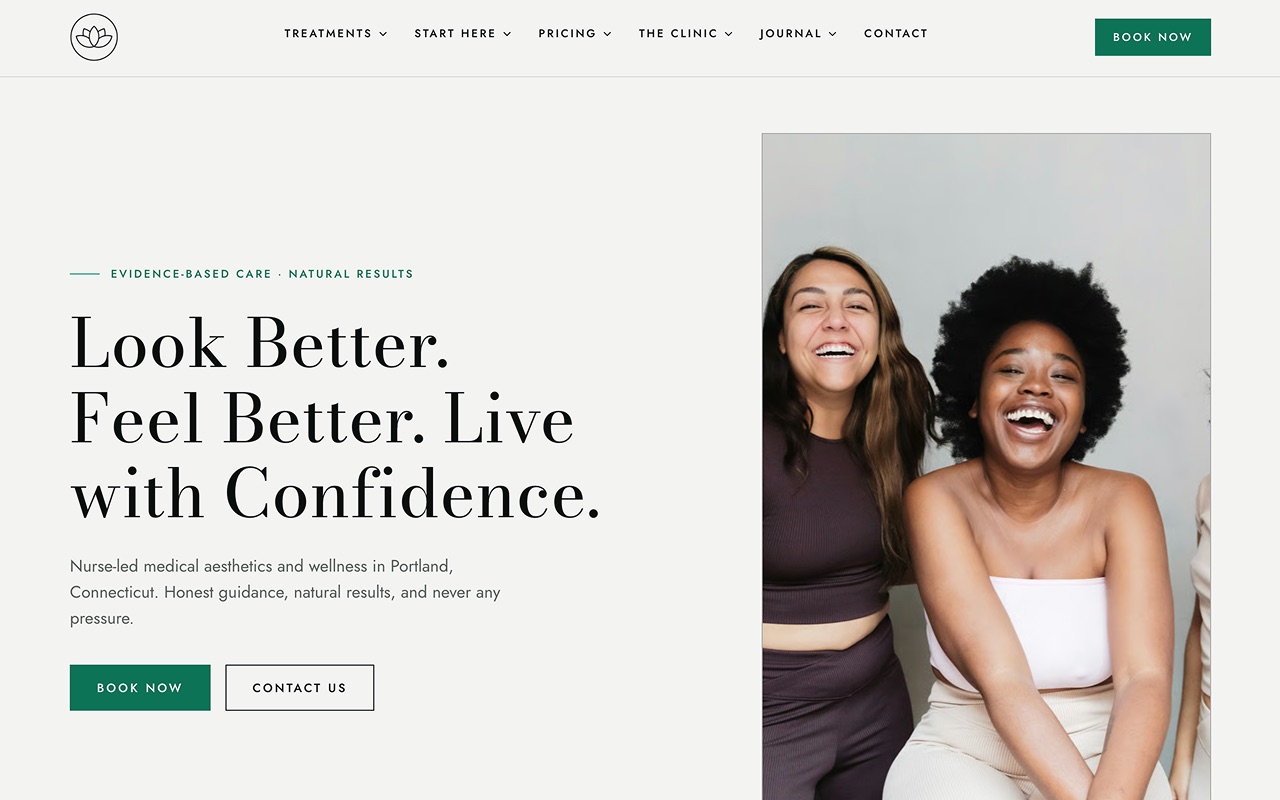 TREATMENTS
START HERE
PRICING
THE CLINIC
JOURNAL
CONTACT
BOOK NOW
EVIDENCE-BASED CARE · NATURAL RESULTS
Look Better.
Feel Better. Live
with Confidence.
Nurse-led medical aesthetics and wellness in Portland,
Connecticut. Honest guidance, natural results, and never any
pressure.
BOOK NOW
CONTACT US